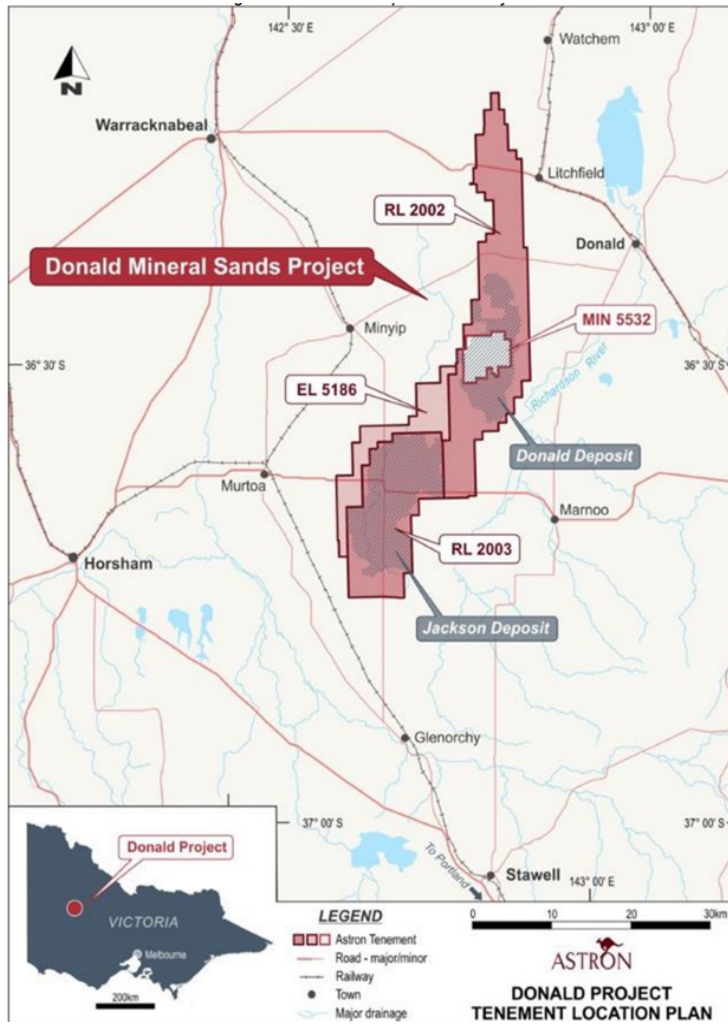 142° 30' E
143° 00' E
Watchem
N
Warracknabeal
Litchfield
RL 2002
Donald
Donald Mineral Sands Project
MIN 5532
Minyip
36° 30' S
36° 30' S
Richardson River
EL 5186
Donald Deposit
Murtoa
Marnoo
RL 2003
Horsham
Jackson Deposit
Glenorchy
37° 00' S
37° 00' S
To Portland
Stawell
143° 00' E
Donald Project
VICTORIA
Melbourne
200km
LEGEND
Astron Tenement
Road - major/minor
Railway
Town
Major drainage
0 10 20 30km
ASTRON
DONALD PROJECT
TENEMENT LOCATION PLAN